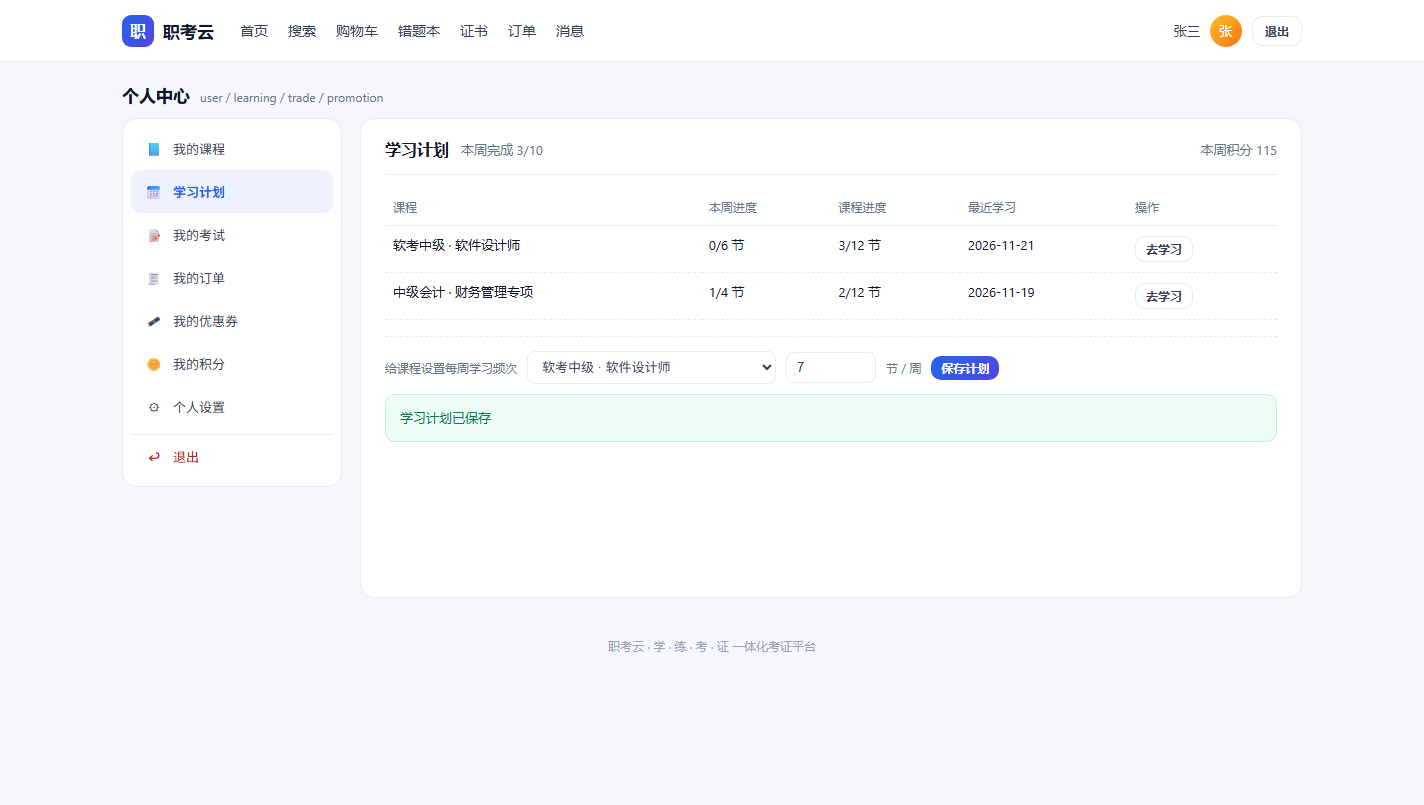 职 职考云 首页 搜索 购物车 错题本 证书 订单 消息 张三 张 退出
个人中心 user / learning / trade / promotion
我的课程
学习计划
我的考试
我的订单
我的优惠券
我的积分
个人设置
退出
学习计划 本周完成 3/10 本周积分 115
课程 本周进度 课程进度 最近学习 操作
软考中级 · 软件设计师 0/6 节 3/12 节 2026-11-21 去学习
中级会计 · 财务管理专项 1/4 节 2/12 节 2026-11-19 去学习
给课程设置每周学习频次 软考中级 · 软件设计师 7 节 / 周 保存计划
学习计划已保存
职考云 · 学 · 练 · 考 · 证 一体化考证平台